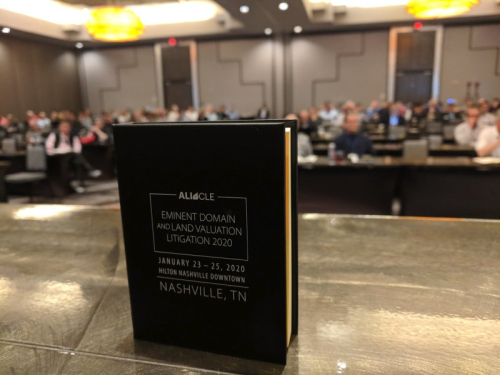 ALI CLE
EMINENT DOMAIN
AND LAND VALUATION
LITIGATION 2020
JANUARY 23 – 25, 2020
HILTON NASHVILLE DOWNTOWN
NASHVILLE, TN